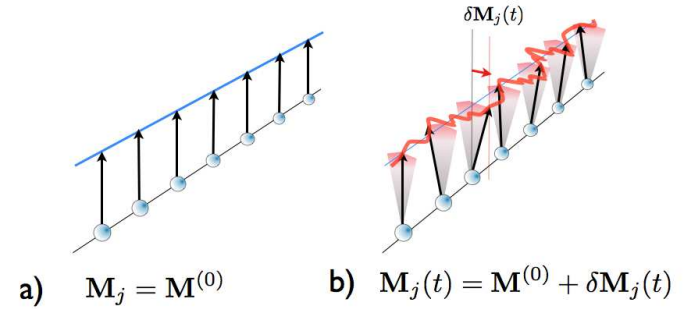 δM_j(t)
a) M_j = M^(0)
b) M_j(t) = M^(0) + δM_j(t)